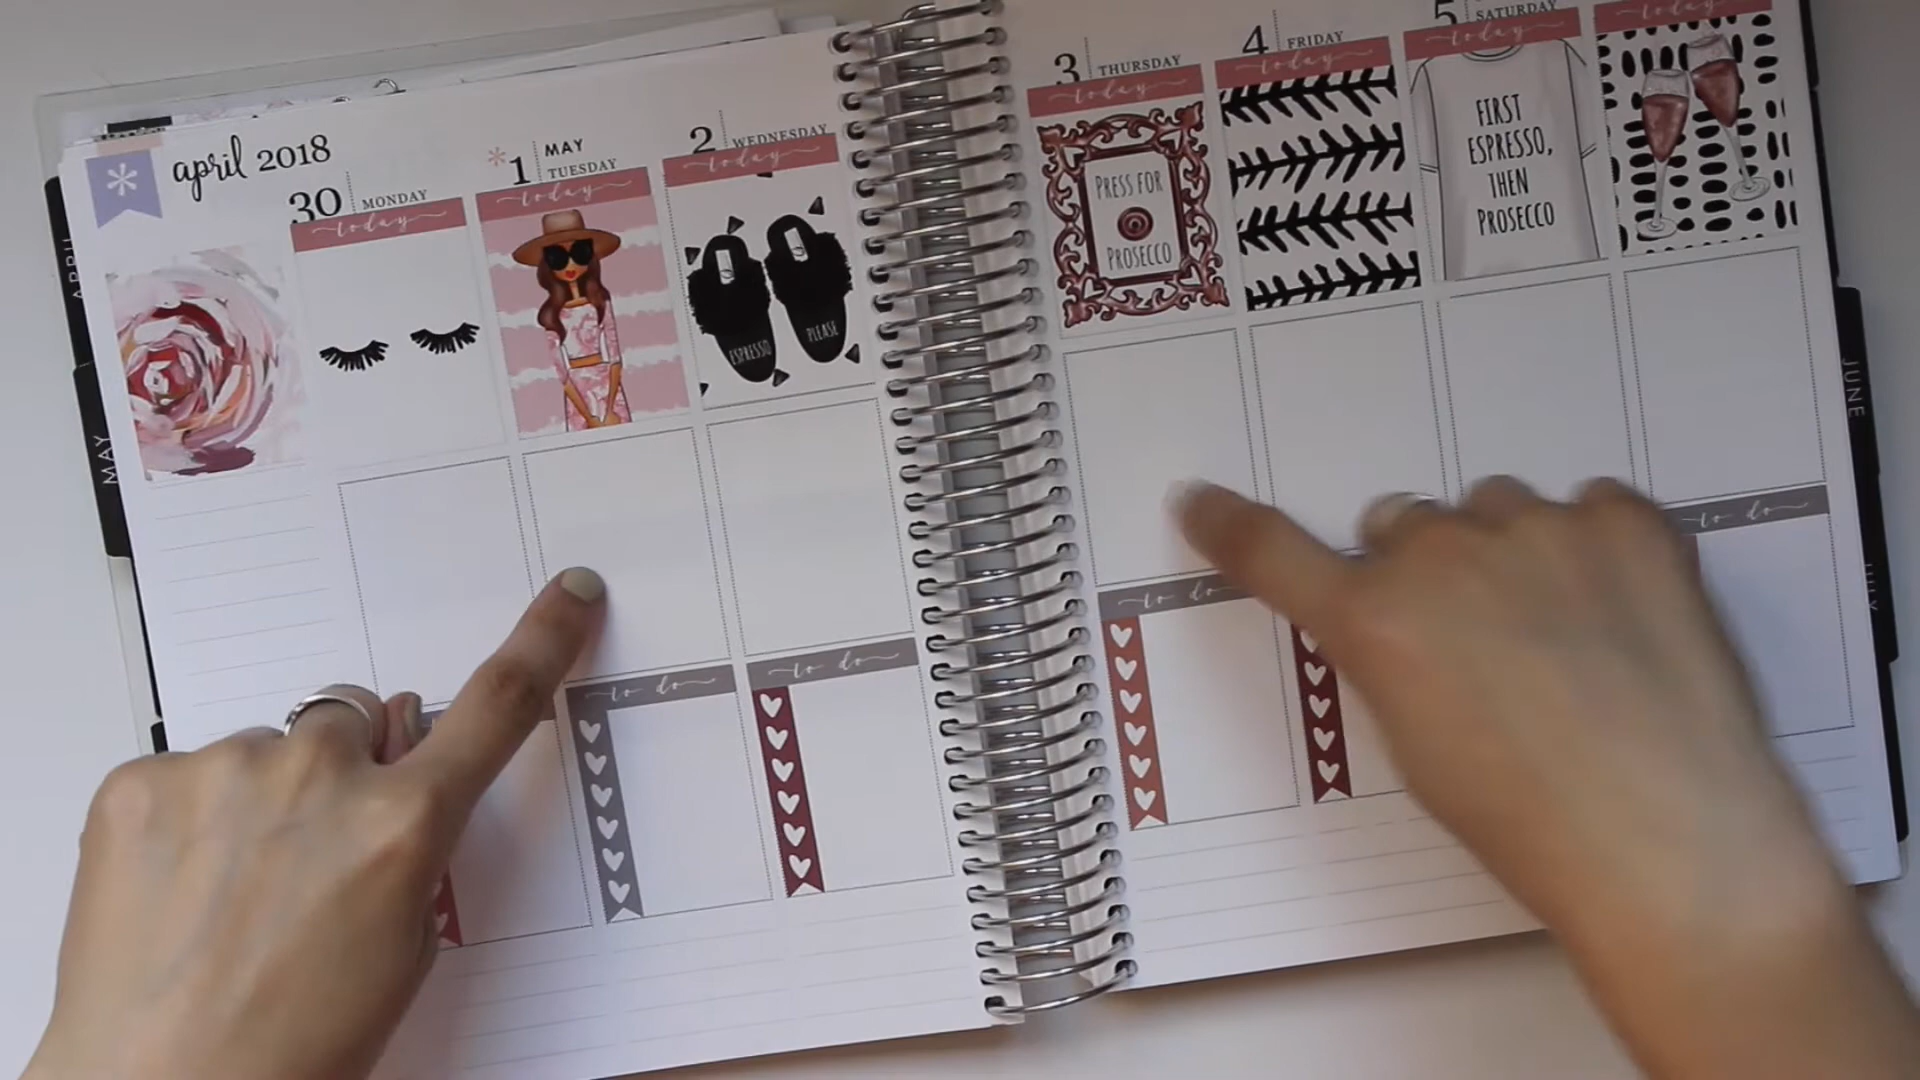 april 2018
30 MONDAY
today
*1 MAY
TUESDAY
today
2 WEDNESDAY
today
ESPRESSO
PLEASE
3 THURSDAY
today
PRESS FOR
PROSECCO
4 FRIDAY
today
5 SATURDAY
today
FIRST
ESPRESSO,
THEN
PROSECCO
today
to do
to do
to do
to do
APRIL
MAY
JUNE